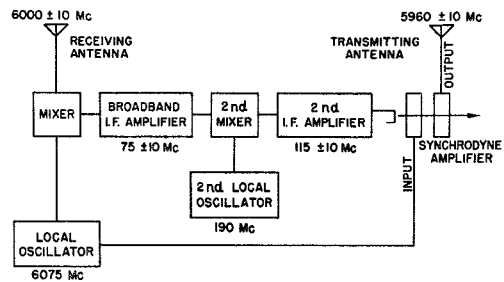 6000 ± 10 Mc
5960 ± 10 Mc
RECEIVING
ANTENNA
TRANSMITTING
ANTENNA
OUTPUT
MIXER
BROADBAND
I.F. AMPLIFIER
2nd
MIXER
2nd
I.F. AMPLIFIER
75 ±10 Mc
115 ±10 Mc
SYNCHRODYNE
AMPLIFIER
INPUT
2nd LOCAL
OSCILLATOR
190 Mc
LOCAL
OSCILLATOR
6075 Mc